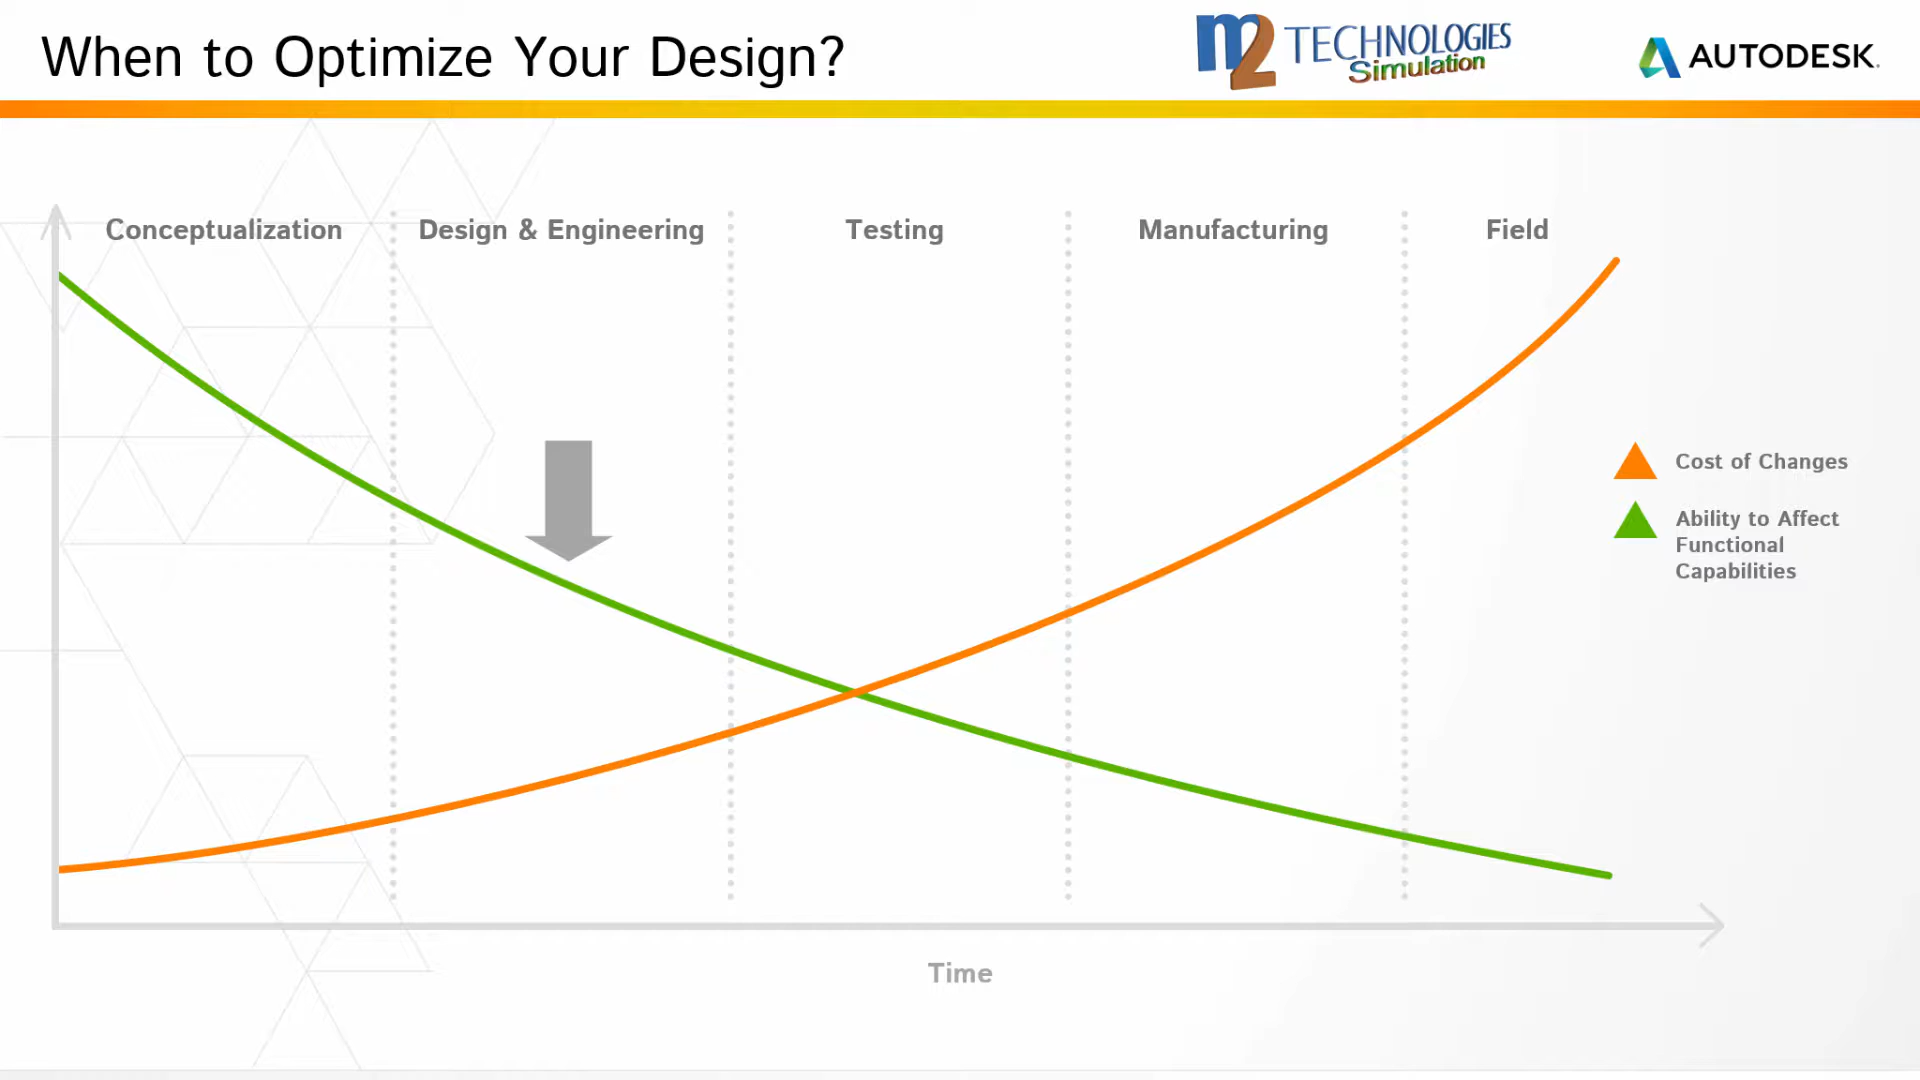 When to Optimize Your Design?
m2 TECHNOLOGIES
Simulation
AUTODESK.
Conceptualization
Design & Engineering
Testing
Manufacturing
Field
Cost of Changes
Ability to Affect
Functional
Capabilities
Time